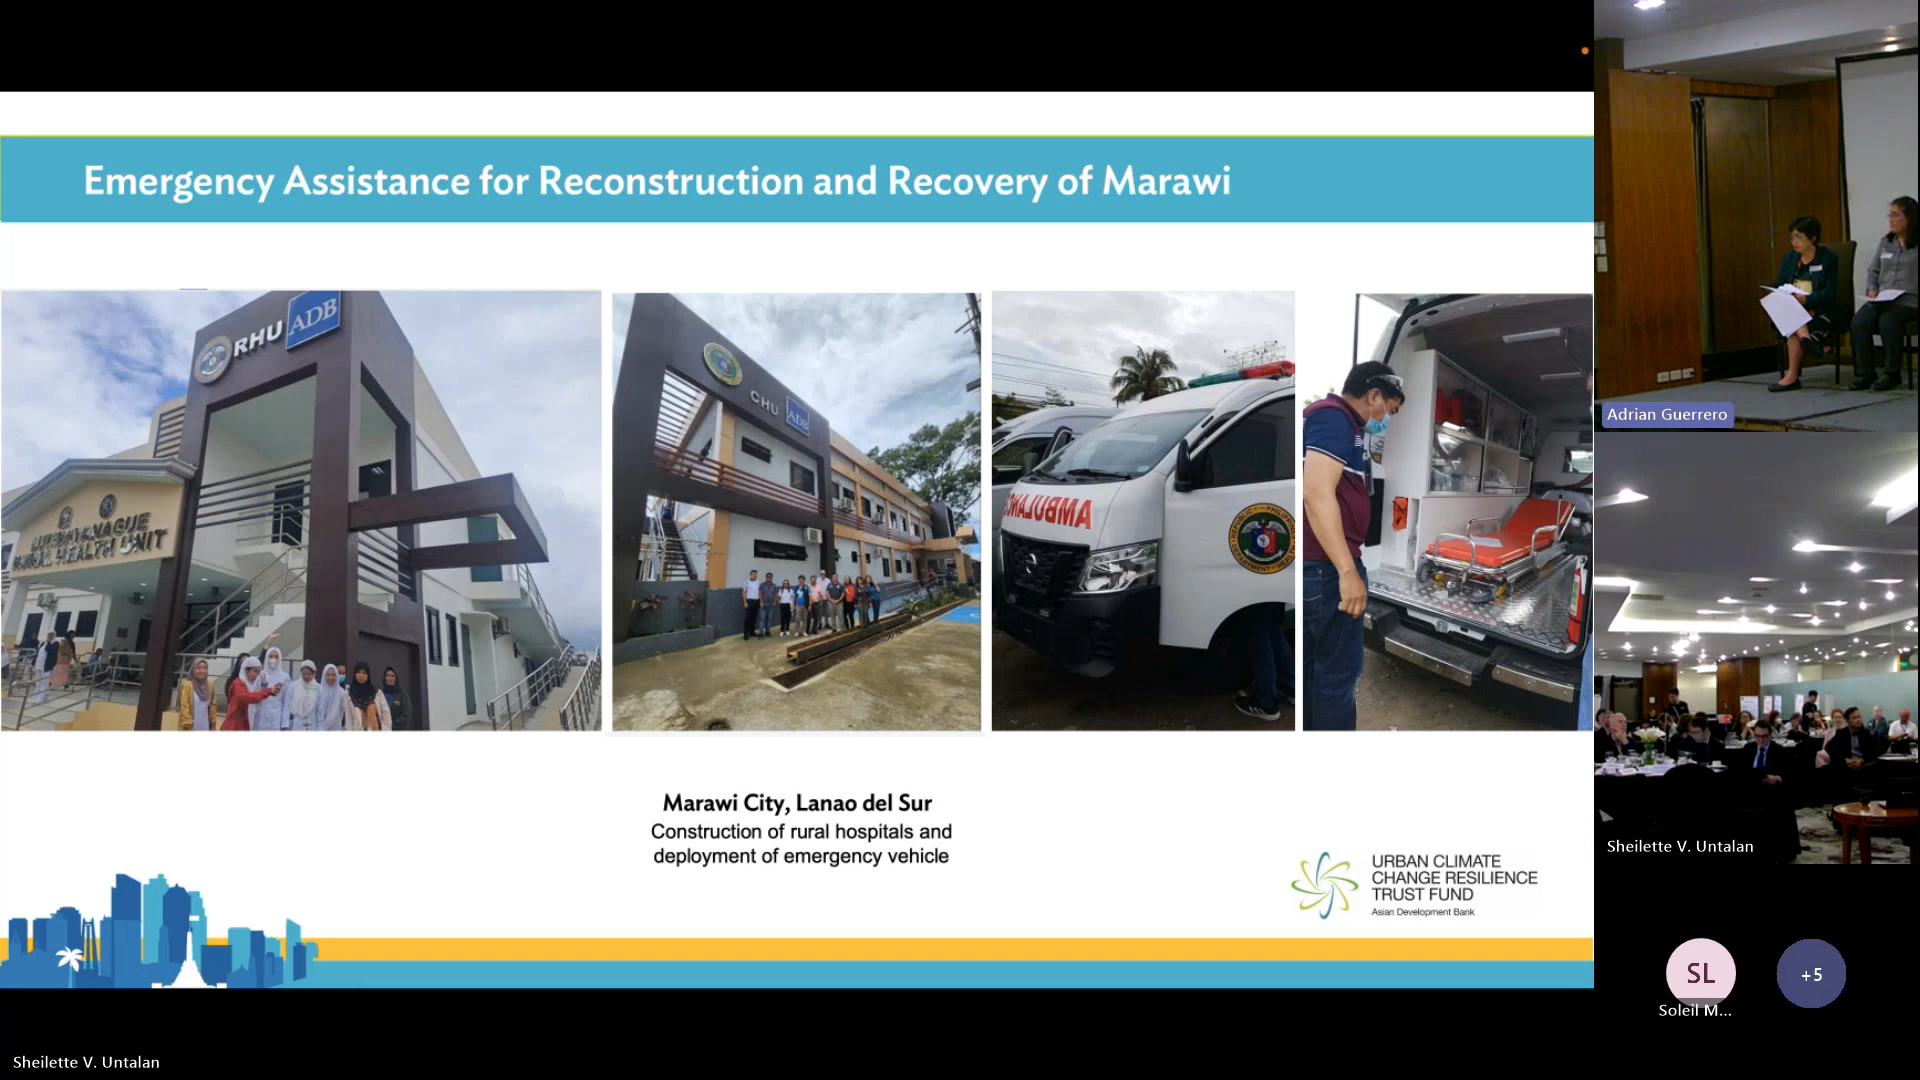 Emergency Assistance for Reconstruction and Recovery of Marawi
RHU ADB
RURAL HEALTH UNIT
CHU ADB
AMBULANCE
Marawi City, Lanao del Sur
Construction of rural hospitals and
deployment of emergency vehicle
URBAN CLIMATE
CHANGE RESILIENCE
TRUST FUND
Asian Development Bank
Adrian Guerrero
Sheilette V. Untalan
SL
+5
Soleil M...
Sheilette V. Untalan